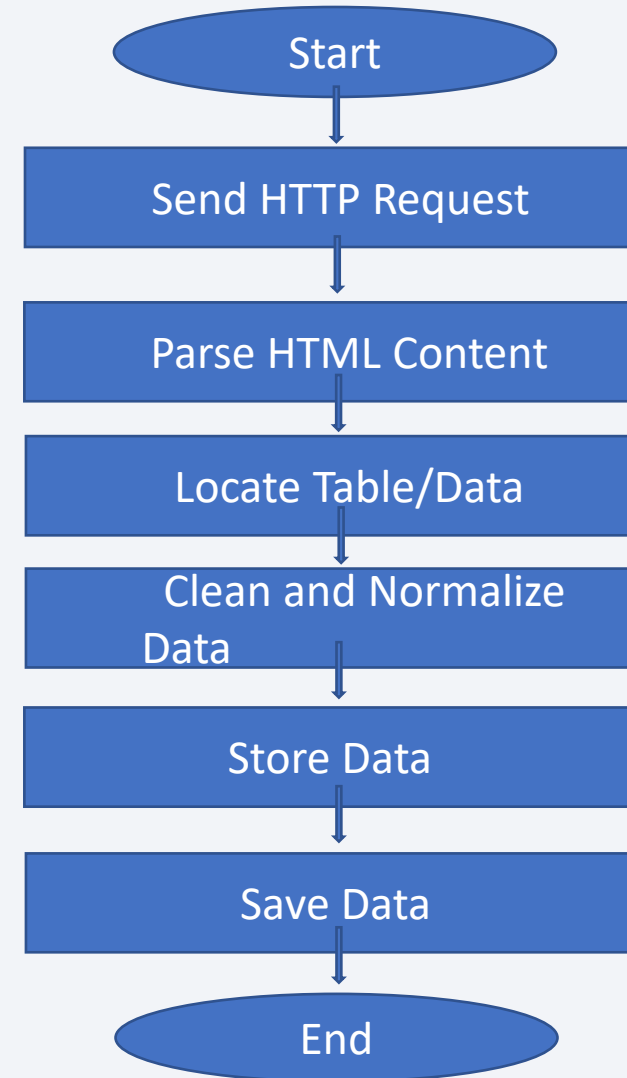 Start
Send HTTP Request
Parse HTML Content
Locate Table/Data
Clean and Normalize
Data
Store Data
Save Data
End